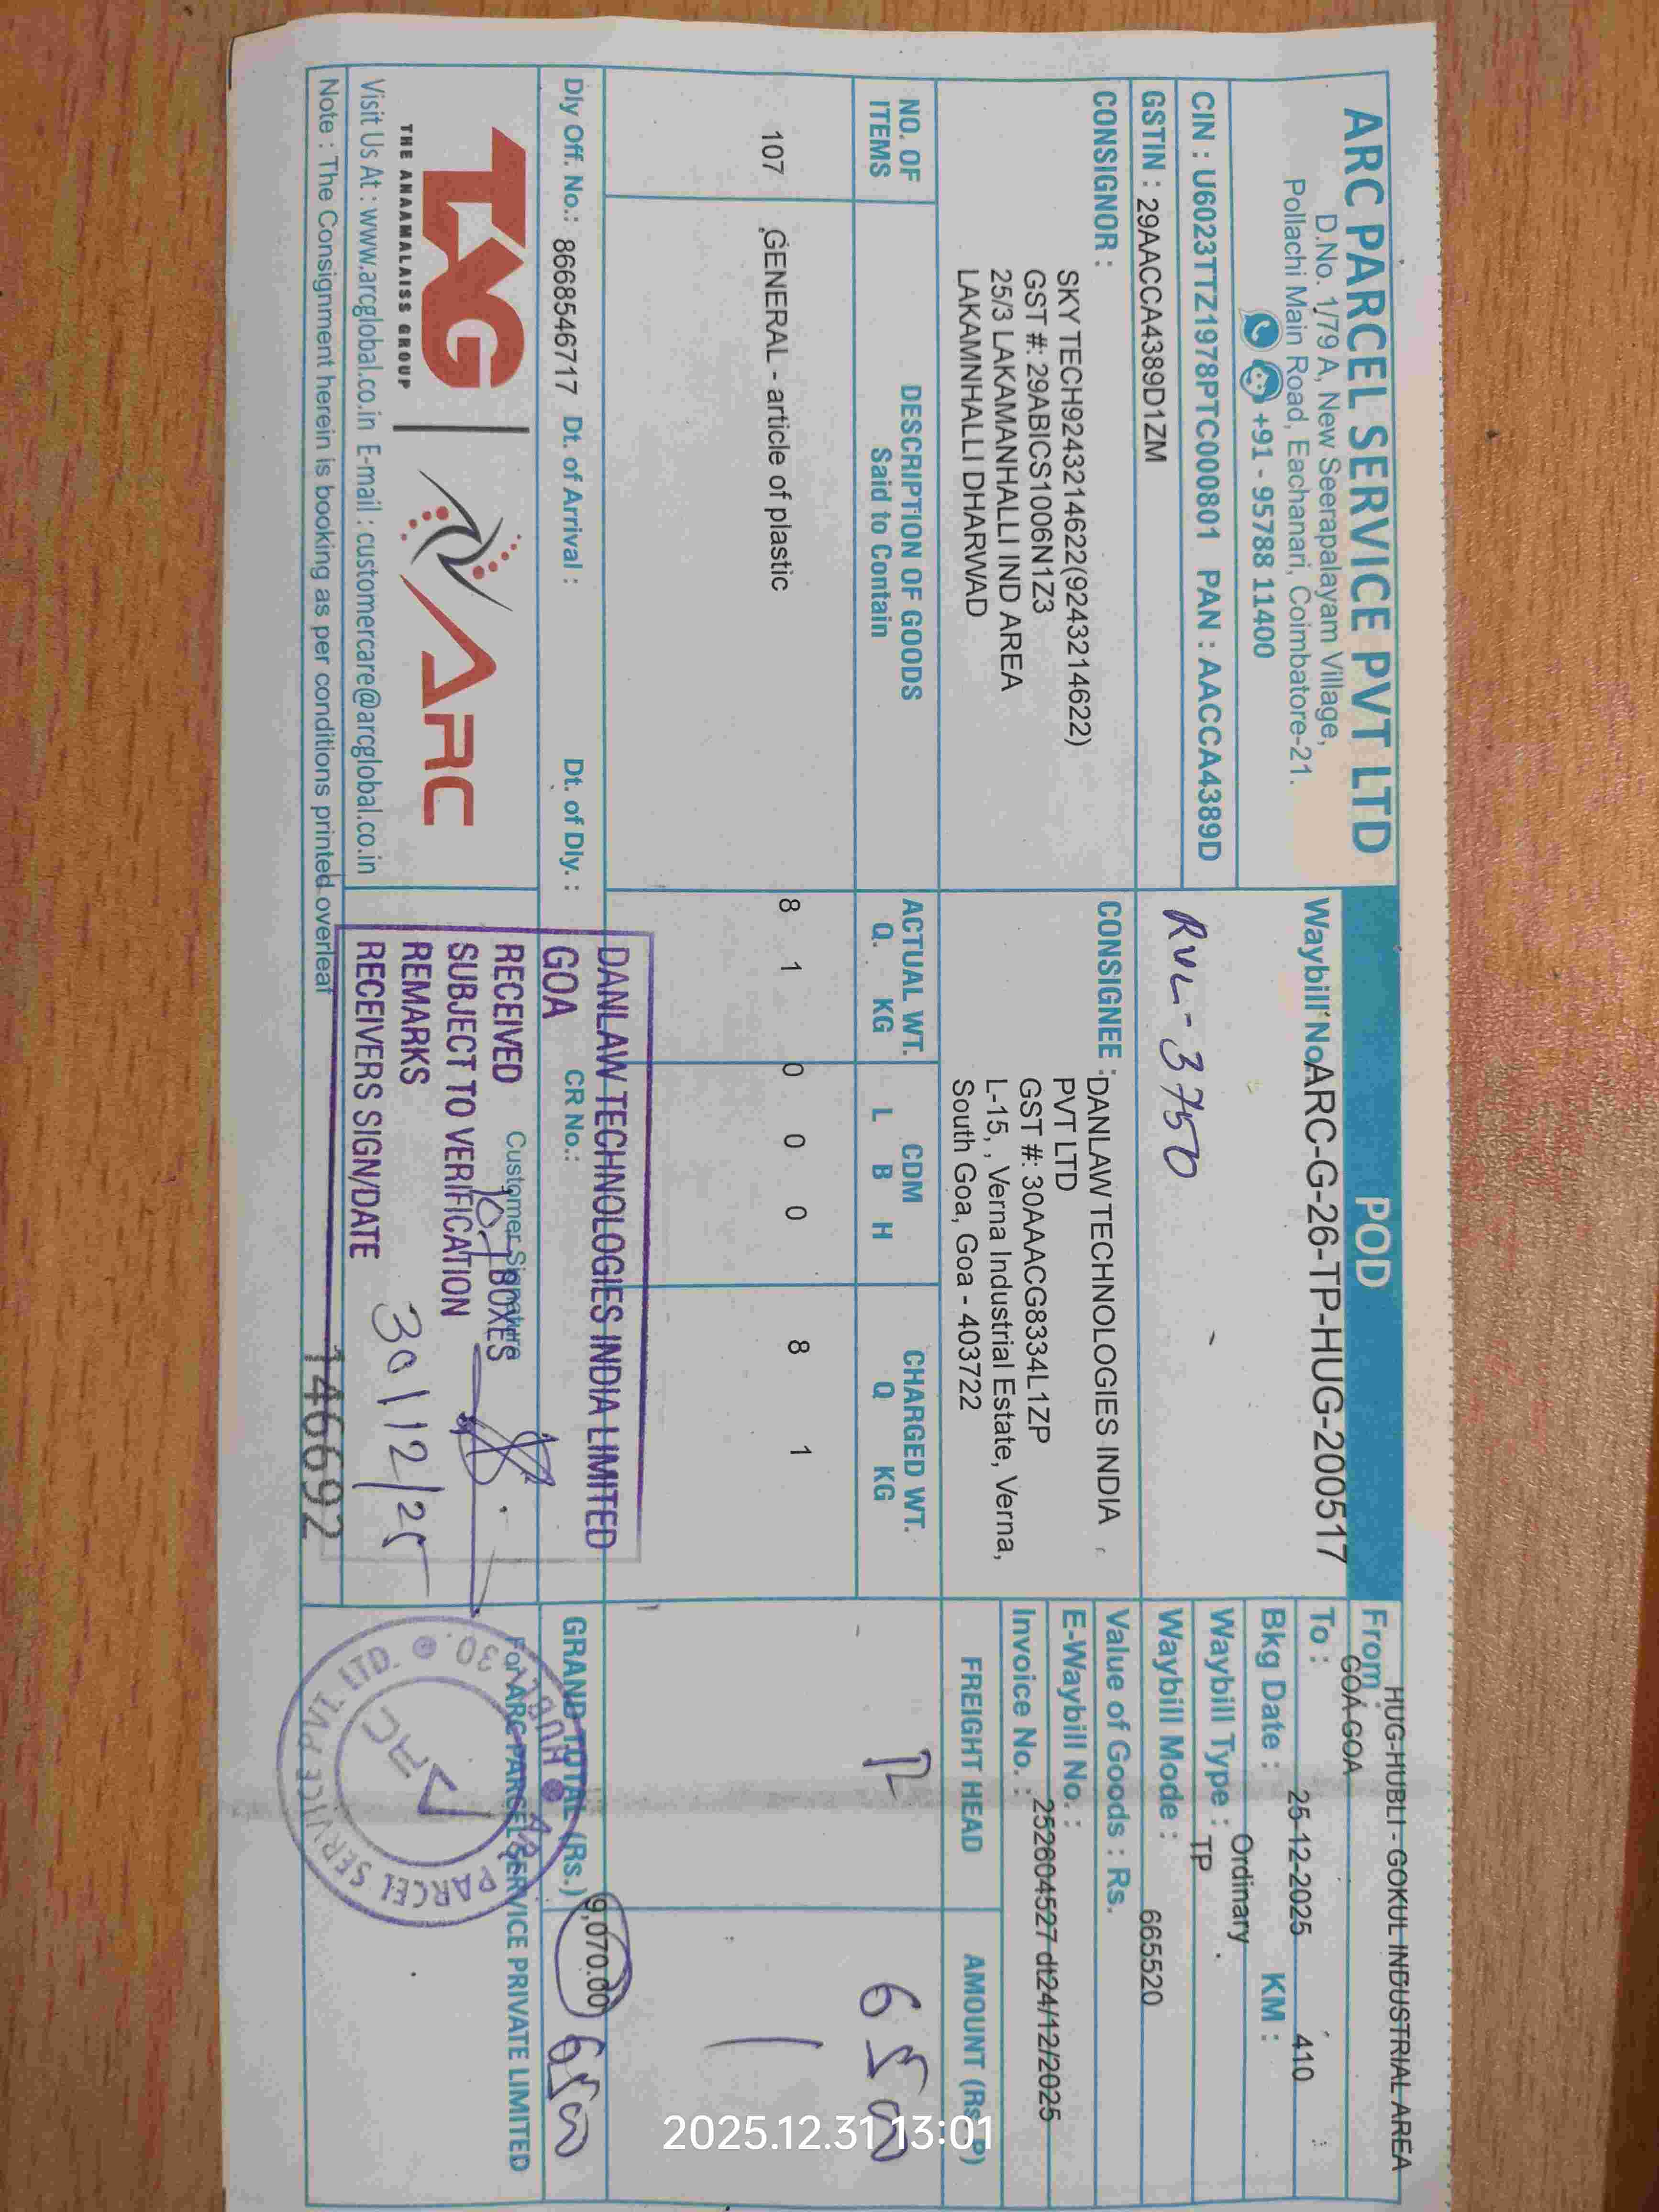 ARC PARCEL SERVICE PVT LTD
D.No. 1/79 A, New Seerapalayam Village,
Pollachi Main Road, Eachanari, Coimbatore-21.
+91 - 95788 11400
CIN : U6023TTZ1978PTC000801 PAN : AACCA4389D
GSTIN : 29AACCA4389D1ZM
POD
Waybill No ARC-G-26-TP-HUG-200517
RVL-3750
From : HUG-HUBLI - GOKUL INDUSTRIAL AREA
To : GOA-GOA
Bkg Date : 25-12-2025 KM : 410
Waybill Type : Ordinary
Waybill Mode : TP
Value of Goods : Rs. 665520
E-Waybill No. :
Invoice No. : 252604527 dt24/12/2025
CONSIGNOR :
SKY TECH9243214622(9243214622)
GST #: 29ABICS1006N1Z3
25/3 LAKAMANHALLI IND AREA
LAKAMNHALLI DHARWAD
CONSIGNEE : DANLAW TECHNOLOGIES INDIA
PVT LTD
GST #: 30AAACG8334L1ZP
L-15, , Verna Industrial Estate, Verna,
South Goa, Goa - 403722
NO. OF ITEMS
DESCRIPTION OF GOODS
Said to Contain
ACTUAL WT.
Q. KG
CDM
L B H
CHARGED WT.
Q KG
FREIGHT HEAD
AMOUNT (Rs. P)
107 GENERAL - article of plastic 8 1 0 0 0 8 1
6500
Dly Off. No.: 8668546717 Dt. of Arrival : Dt. of Dly. : CR No.:
GRAND TOTAL (Rs.) 9,070.00 6500
DANLAW TECHNOLOGIES INDIA LIMITED
GOA
RECEIVED 107 BOXES
SUBJECT TO VERIFICATION
REMARKS
RECEIVERS SIGN/DATE 30/12/25
Customer Signature
For ARC PARCEL SERVICE PRIVATE LIMITED
ARC PARCEL SERVICE PVT. LTD.
HUBLI - 30.
ARC
TAG
THE ANAAMALAISS GROUP
ARC
Visit Us At : www.arcglobal.co.in E-mail : customercare@arcglobal.co.in
Note : The Consignment herein is booking as per conditions printed overleaf
146692
2025.12.31 13:01